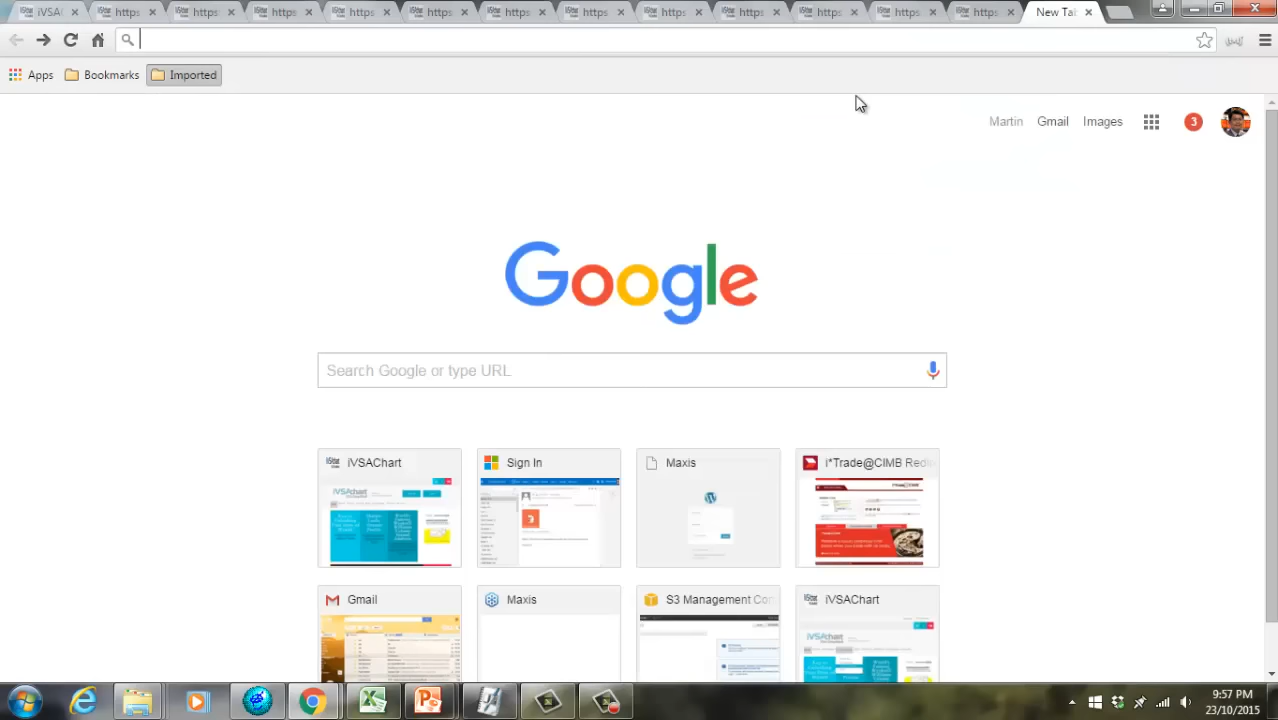 iVSA
https
https
https
https
https
https
https
https
https
https
https
https
New Tab
Apps
Bookmarks
Imported
Martin
Gmail
Images
3
Google
Search Google or type URL
iVSAChart
Sign In
Maxis
i*Trade@CIMB Red
Gmail
Maxis
S3 Management Co
iVSAChart
9:57 PM
23/10/2015